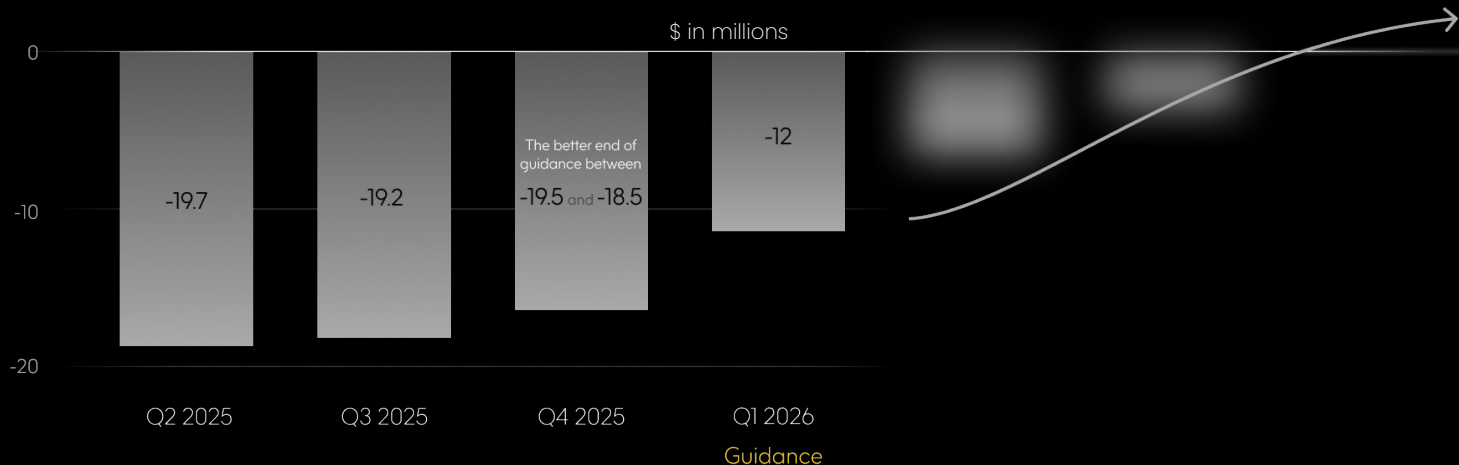 $ in millions
0
-10
-20
-19.7
-19.2
The better end of
guidance between
-19.5 and -18.5
-12
Q2 2025
Q3 2025
Q4 2025
Q1 2026
Guidance